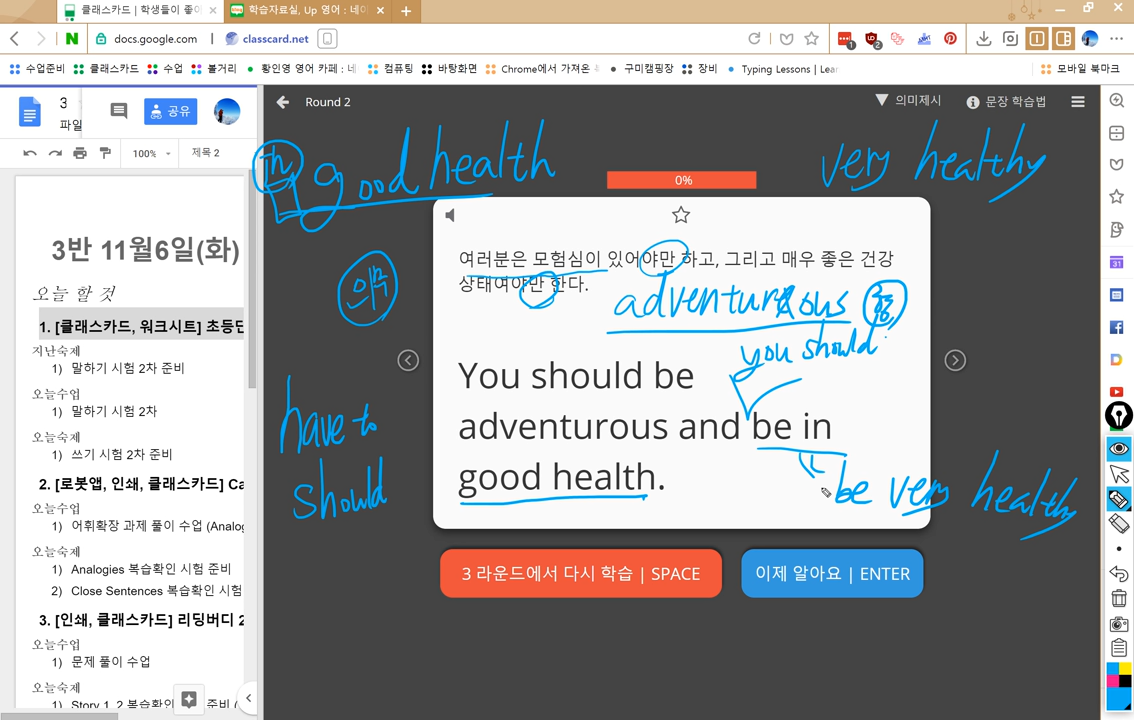 클래스카드 | 학생들이 좋아
학습자료실, Up 영어 : 네이
docs.google.com | classcard.net
수업준비 클래스카드 수업 볼거리 황인영 영어 카페 : 네 컴퓨팅 바탕화면 Chrome에서 가져온 구미캠핑장 장비 Typing Lessons | Lear 모바일 북마크
3
파일
공유
100% 제목 2
3반 11월6일(화)
오늘 할 것
1. [클래스카드, 워크시트] 초등단
지난숙제
1) 말하기 시험 2차 준비
오늘수업
1) 말하기 시험 2차
오늘숙제
1) 쓰기 시험 2차 준비
2. [로봇앱, 인쇄, 클래스카드] Ca
오늘수업
1) 어휘확장 과제 풀이 수업 (Analog
오늘숙제
1) Analogies 복습확인 시험 준비
2) Close Sentences 복습확인 시험
3. [인쇄, 클래스카드] 리딩버디 2
오늘수업
1) 문제 풀이 수업
오늘숙제
1) Story 1, 2 복습확인 준비 (
Round 2
의미제시
문장 학습법
in good health
very healthy
0%
여러분은 모험심이 있어야만 하고, 그리고 매우 좋은 건강
상태여야만 한다.
의무
adventurous
you should
You should be
adventurous and be in
good health.
have to
should
be very healthy
3 라운드에서 다시 학습 | SPACE
이제 알아요 | ENTER